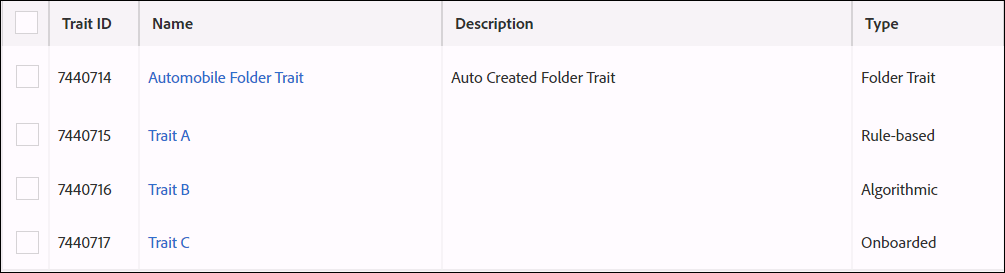 Trait ID Name Description Type
7440714 Automobile Folder Trait Auto Created Folder Trait Folder Trait
7440715 Trait A Rule-based
7440716 Trait B Algorithmic
7440717 Trait C Onboarded